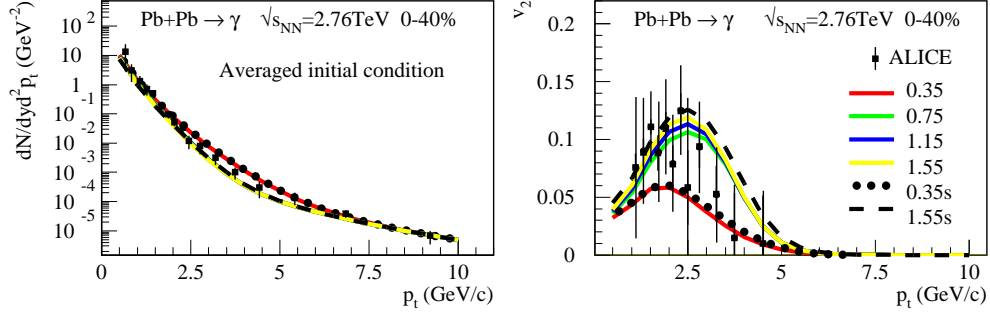 Pb+Pb → γ √s_NN=2.76TeV 0-40%
Averaged initial condition
dN/dyd²p_t (GeV⁻²)
10²
10
1
10⁻¹
10⁻²
10⁻³
10⁻⁴
10⁻⁵
0 2.5 5 7.5 10
p_t (GeV/c)
Pb+Pb → γ √s_NN=2.76TeV 0-40%
v_2
0.2
0.15
0.1
0.05
0
ALICE
0.35
0.75
1.15
1.55
0.35s
1.55s
2.5 5 7.5 10
p_t (GeV/c)